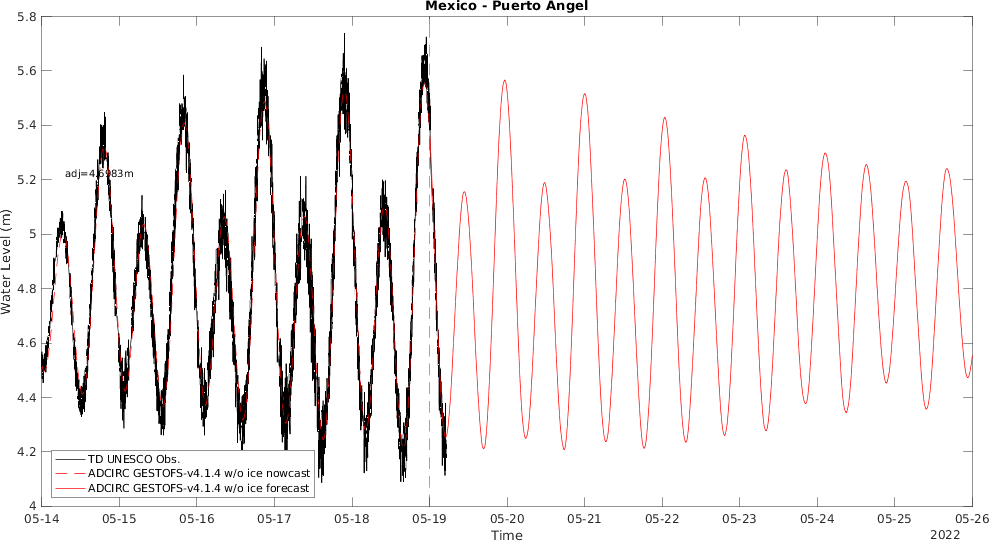 Mexico - Puerto Angel
5.8
5.6
5.4
5.2
5
4.8
4.6
4.4
4.2
4
Water Level (m)
adj=4.6983m
TD UNESCO Obs.
ADCIRC GESTOFS-v4.1.4 w/o ice nowcast
ADCIRC GESTOFS-v4.1.4 w/o ice forecast
05-14 05-15 05-16 05-17 05-18 05-19 05-20 05-21 05-22 05-23 05-24 05-25 05-26
Time
2022